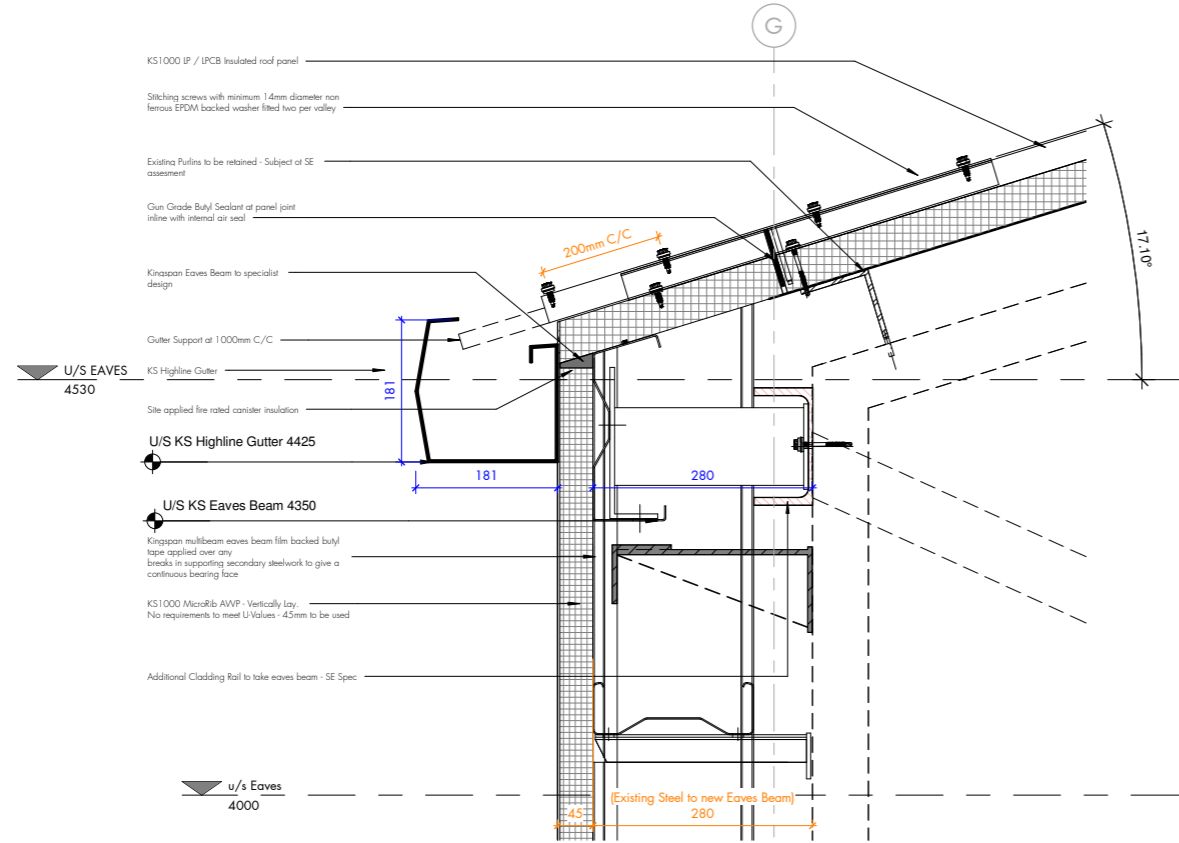 G
KS1000 LP / LPCB Insulated roof panel
Stitching screws with minimum 14mm diameter non
ferrous EPDM backed washer fitted two per valley
Existing Purlins to be retained - Subject ot SE
assesment
Gun Grade Butyl Sealant at panel joint
inline with internal air seal
200mm C/C
17.10°
Kingspan Eaves Beam to specialist
design
Gutter Support at 1000mm C/C
U/S EAVES
4530
KS Highline Gutter
181
Site applied fire rated canister insulation
U/S KS Highline Gutter 4425
181
280
U/S KS Eaves Beam 4350
Kingspan multibeam eaves beam film backed butyl
tape applied over any
breaks in supporting secondary steelwork to give a
continuous bearing face
KS1000 MicroRib AWP - Vertically Lay.
No requirements to meet U-Values - 45mm to be used
Additional Cladding Rail to take eaves beam - SE Spec
u/s Eaves
4000
(Existing Steel to new Eaves Beam)
45
280